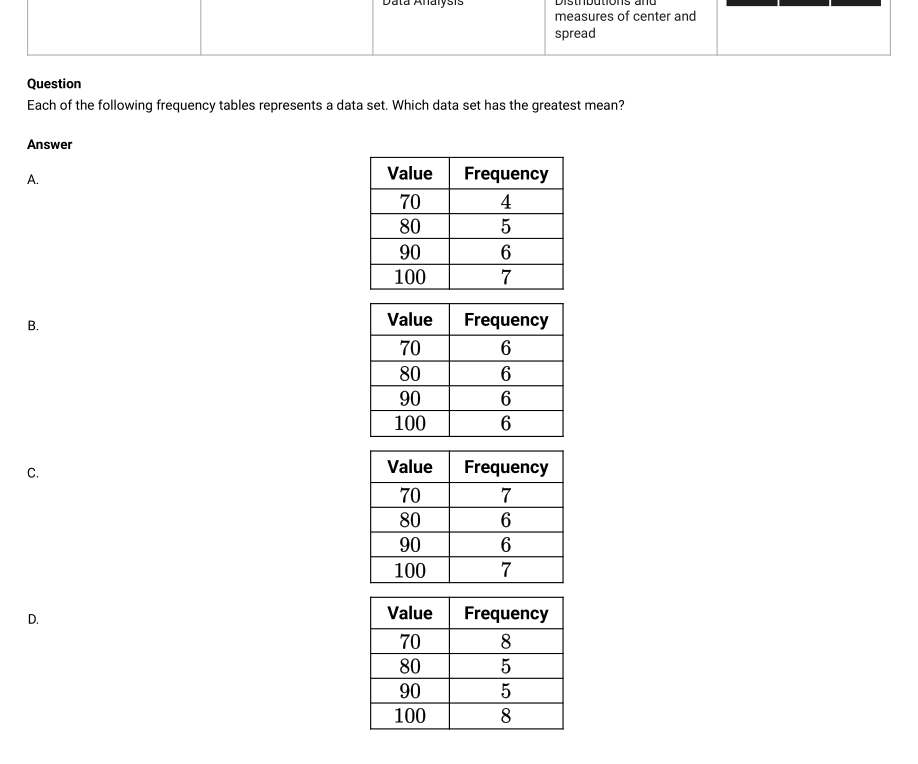 Data Analysis
Distributions and
measures of center and
spread
Question
Each of the following frequency tables represents a data set. Which data set has the greatest mean?
Answer
A.
Value Frequency
70 4
80 5
90 6
100 7
B.
Value Frequency
70 6
80 6
90 6
100 6
C.
Value Frequency
70 7
80 6
90 6
100 7
D.
Value Frequency
70 8
80 5
90 5
100 8